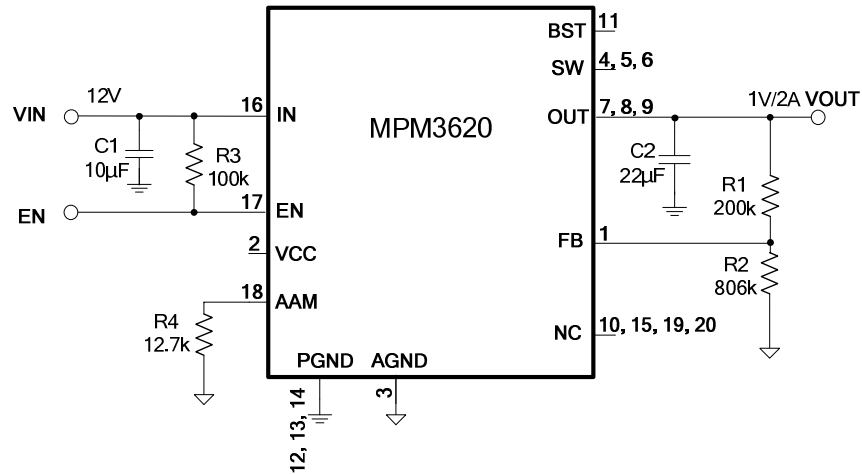 BST
11
SW
4, 5, 6
VIN
12V
16
IN
MPM3620
OUT
7, 8, 9
1V/2A VOUT
C1
10µF
R3
100k
C2
22µF
R1
200k
EN
17
EN
2
VCC
FB
1
R2
806k
18
AAM
R4
12.7k
NC
10, 15, 19, 20
PGND
AGND
12, 13, 14
3